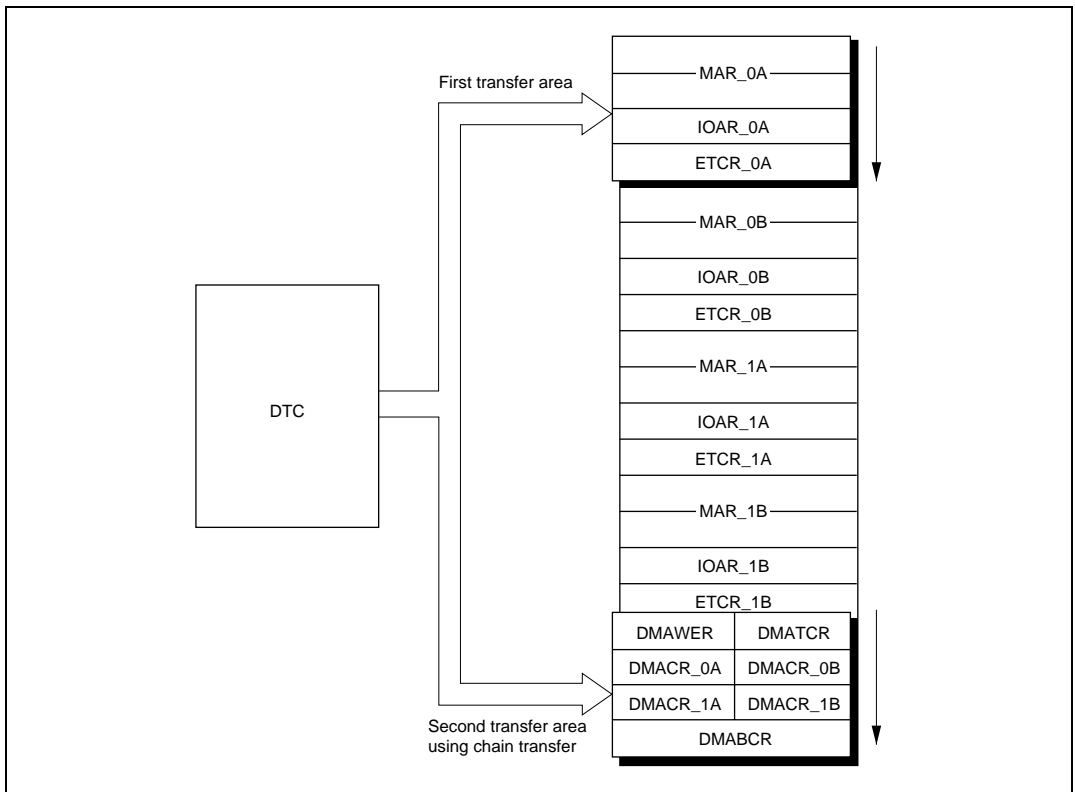 First transfer area
MAR_0A
IOAR_0A
ETCR_0A
MAR_0B
IOAR_0B
ETCR_0B
MAR_1A
DTC
IOAR_1A
ETCR_1A
MAR_1B
IOAR_1B
ETCR_1B
DMAWER DMATCR
DMACR_0A DMACR_0B
DMACR_1A DMACR_1B
Second transfer area
using chain transfer
DMABCR